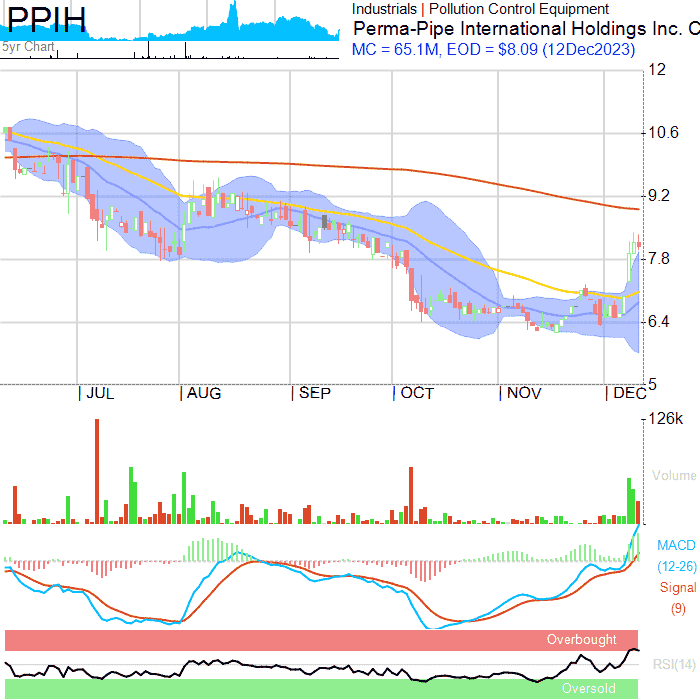 PPIH
5yr Chart
Industrials | Pollution Control Equipment
Perma-Pipe International Holdings Inc. C
MC = 65.1M, EOD = $8.09 (12Dec2023)
12
10.6
9.2
7.8
6.4
5
JUL
AUG
SEP
OCT
NOV
DEC
126k
Volume
MACD
(12-26)
Signal
(9)
Overbought
RSI(14)
Oversold